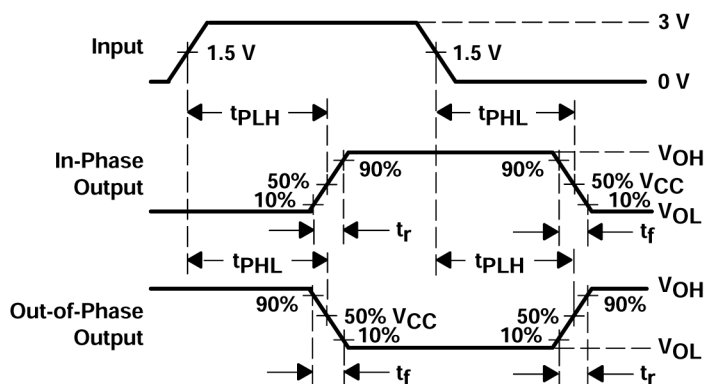 3 V
Input
1.5 V
1.5 V
0 V
tPLH
tPHL
In-Phase
Output
VOH
90%
90%
50%
50% VCC
10%
10%
VOL
tr
tf
tPHL
tPLH
Out-of-Phase
Output
VOH
90%
90%
50% VCC
50%
10%
10%
VOL
tf
tr